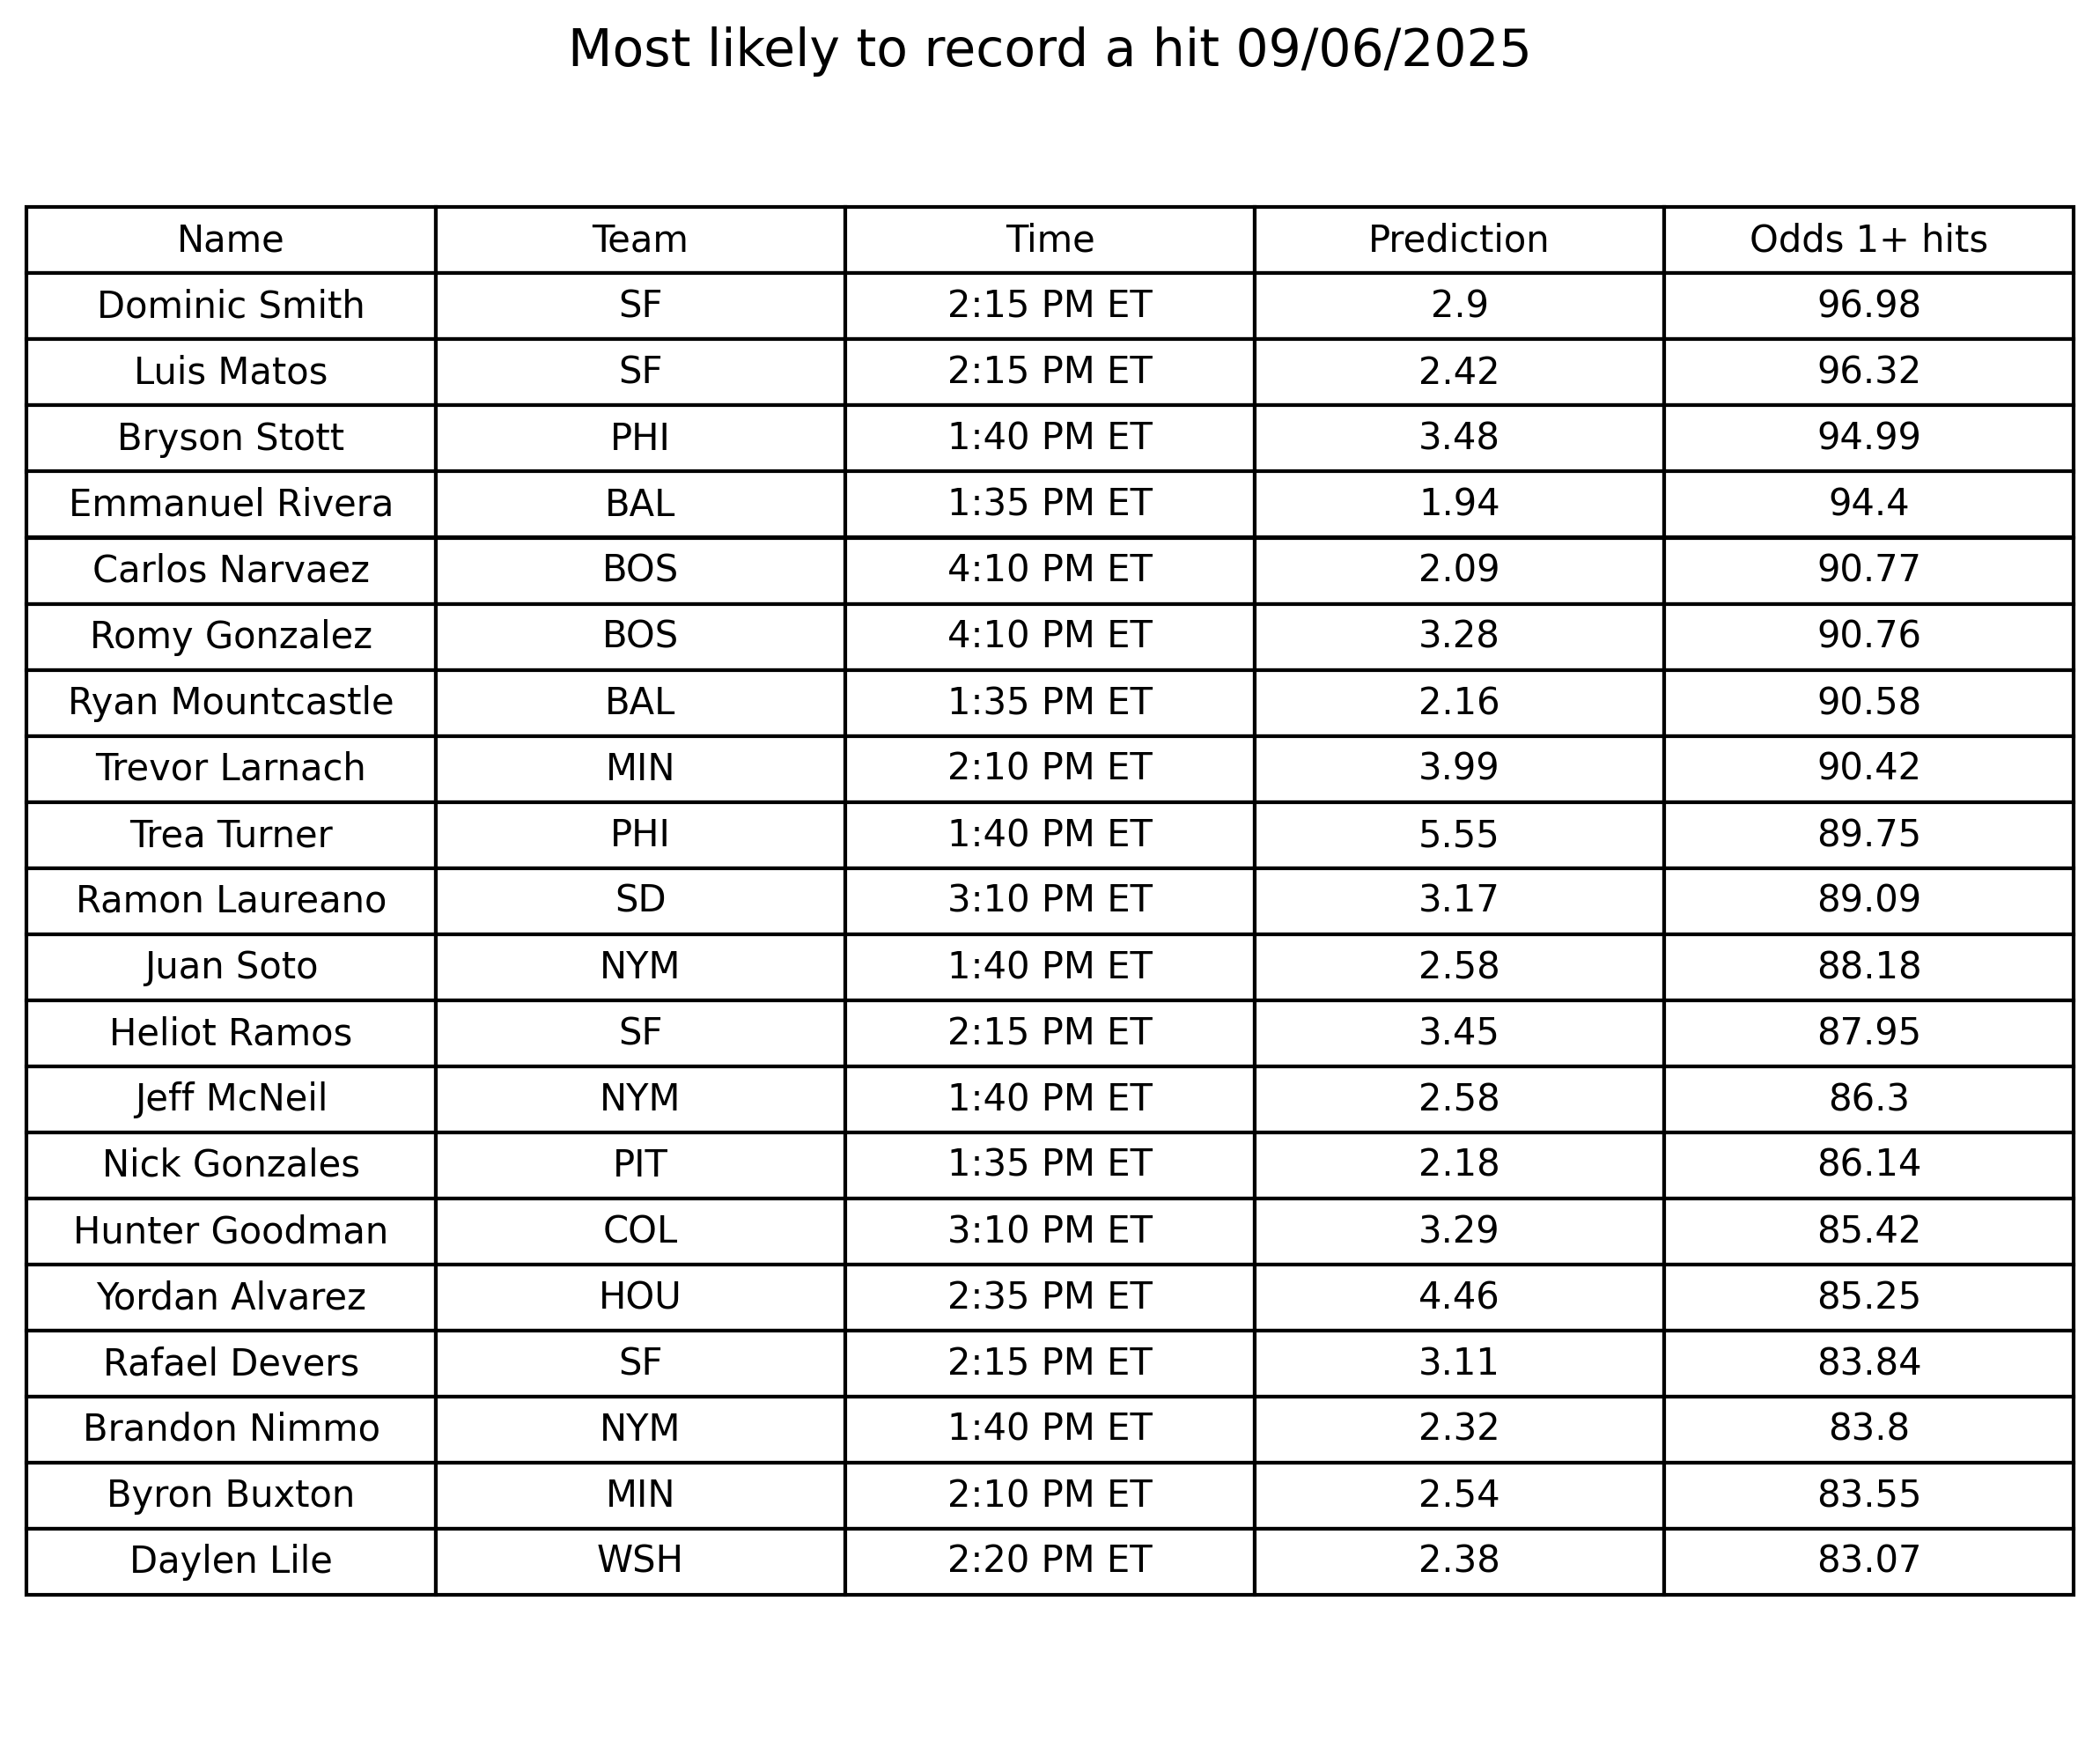 Most likely to record a hit 09/06/2025
Name Team Time Prediction Odds 1+ hits
Dominic Smith SF 2:15 PM ET 2.9 96.98
Luis Matos SF 2:15 PM ET 2.42 96.32
Bryson Stott PHI 1:40 PM ET 3.48 94.99
Emmanuel Rivera BAL 1:35 PM ET 1.94 94.4
Carlos Narvaez BOS 4:10 PM ET 2.09 90.77
Romy Gonzalez BOS 4:10 PM ET 3.28 90.76
Ryan Mountcastle BAL 1:35 PM ET 2.16 90.58
Trevor Larnach MIN 2:10 PM ET 3.99 90.42
Trea Turner PHI 1:40 PM ET 5.55 89.75
Ramon Laureano SD 3:10 PM ET 3.17 89.09
Juan Soto NYM 1:40 PM ET 2.58 88.18
Heliot Ramos SF 2:15 PM ET 3.45 87.95
Jeff McNeil NYM 1:40 PM ET 2.58 86.3
Nick Gonzales PIT 1:35 PM ET 2.18 86.14
Hunter Goodman COL 3:10 PM ET 3.29 85.42
Yordan Alvarez HOU 2:35 PM ET 4.46 85.25
Rafael Devers SF 2:15 PM ET 3.11 83.84
Brandon Nimmo NYM 1:40 PM ET 2.32 83.8
Byron Buxton MIN 2:10 PM ET 2.54 83.55
Daylen Lile WSH 2:20 PM ET 2.38 83.07